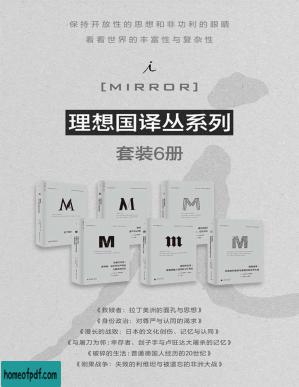 保持开放性的思想和非功利的眼睛
看看世界的丰富性与复杂性
i
[MIRROR]
理想国译丛系列
套装6册
M M M
M m M
《救赎者：拉丁美洲的面孔与思想》
《身份政治：对尊严与认同的渴求》
《漫长的战败：日本的文化创伤、记忆与认同》
《与屠刀为邻：幸存者、刽子手与卢旺达大屠杀的记忆》
《破碎的生活：普通德国人经历的20世纪》
《刚果战争：失败的利维坦与被遗忘的非洲大战》
homeofpdf.com